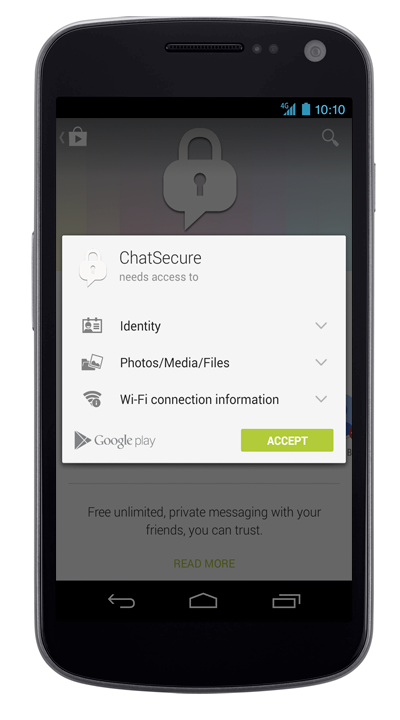 4G 10:10
ChatSecure
needs access to
Identity
Photos/Media/Files
Wi-Fi connection information
Google play
ACCEPT
Free unlimited, private messaging with your
friends, you can trust.
READ MORE